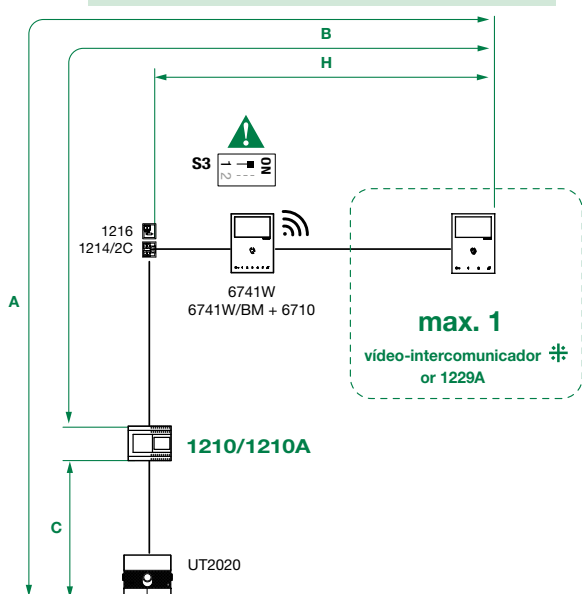 B
H
S3
1
2
ON
1216
1214/2C
6741W
6741W/BM + 6710
A
max. 1
vídeo-intercomunicador
or 1229A
1210/1210A
C
UT2020